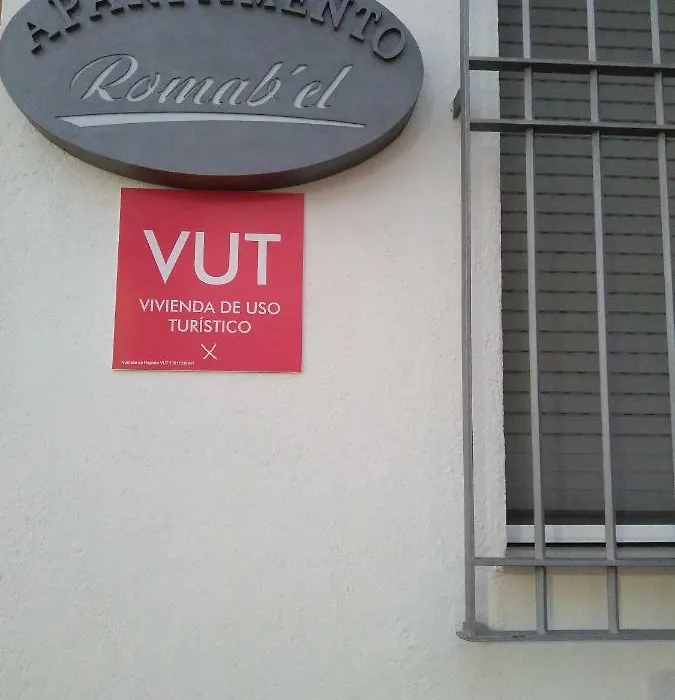 APARTAMENTO
Romab´el
VUT
VIVIENDA DE USO
TURÍSTICO